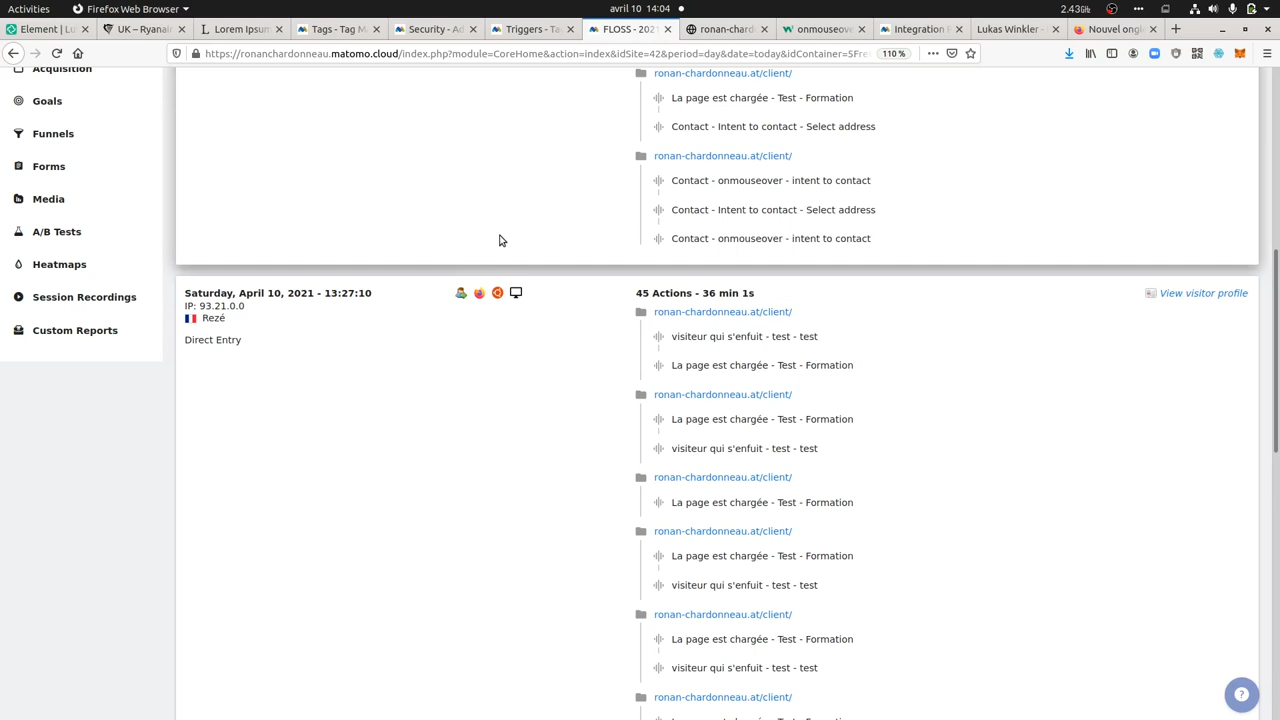 Activities
Firefox Web Browser
avril 10 14:04
2.43
Element | L
UK – Ryanai
Lorem Ipsum
Tags - Tag M
Security - Ad
Triggers - Ta
FLOSS - 2021
ronan-chard
onmouseove
Integration F
Lukas Winkler -
Nouvel ongl
https://ronanchardonneau.matomo.cloud/index.php?module=CoreHome&action=index&idSite=42&period=day&date=today&idContainer=5Fre
110 %
Acquisition
Goals
Funnels
Forms
Media
A/B Tests
Heatmaps
Session Recordings
Custom Reports
ronan-chardonneau.at/client/
La page est chargée - Test - Formation
Contact - Intent to contact - Select address
ronan-chardonneau.at/client/
Contact - onmouseover - intent to contact
Contact - Intent to contact - Select address
Contact - onmouseover - intent to contact
Saturday, April 10, 2021 - 13:27:10
IP: 93.21.0.0
Rezé
Direct Entry
45 Actions - 36 min 1s
View visitor profile
ronan-chardonneau.at/client/
visiteur qui s'enfuit - test - test
La page est chargée - Test - Formation
ronan-chardonneau.at/client/
La page est chargée - Test - Formation
visiteur qui s'enfuit - test - test
ronan-chardonneau.at/client/
La page est chargée - Test - Formation
ronan-chardonneau.at/client/
La page est chargée - Test - Formation
visiteur qui s'enfuit - test - test
ronan-chardonneau.at/client/
La page est chargée - Test - Formation
visiteur qui s'enfuit - test - test
ronan-chardonneau.at/client/